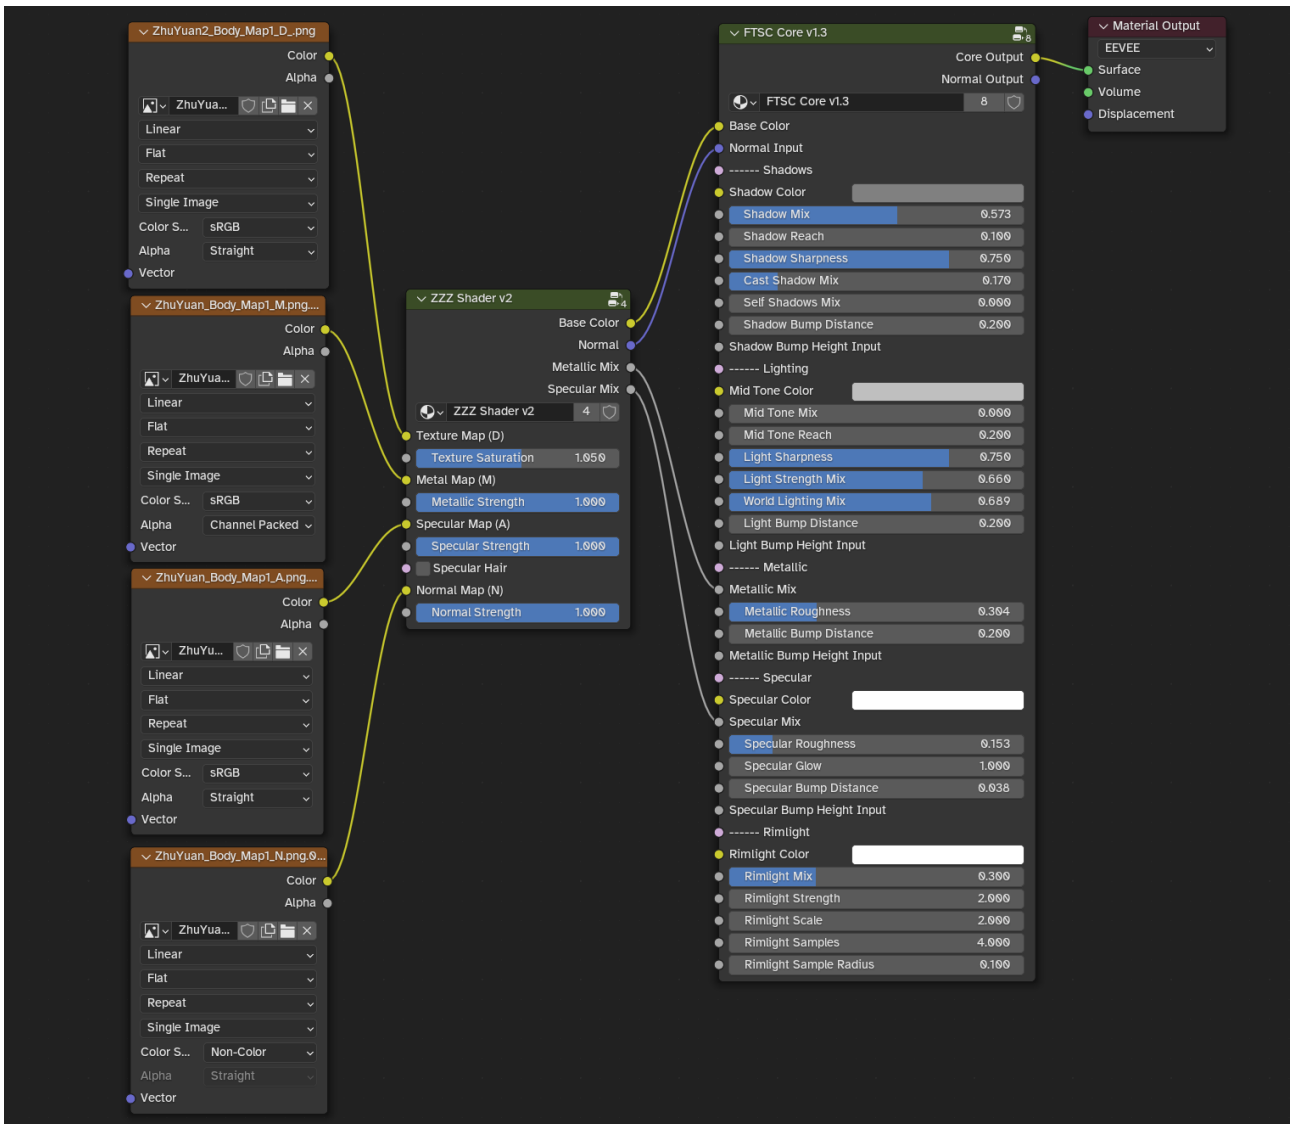 ZhuYuan2_Body_Map1_D_.png
Color
Alpha
ZhuYua...
Linear
Flat
Repeat
Single Image
Color S... sRGB
Alpha Straight
Vector
ZhuYuan_Body_Map1_M.png....
Color
Alpha
ZhuYua...
Linear
Flat
Repeat
Single Image
Color S... sRGB
Alpha Channel Packed
Vector
ZhuYuan_Body_Map1_A.png....
Color
Alpha
ZhuYu...
Linear
Flat
Repeat
Single Image
Color S... sRGB
Alpha Straight
Vector
ZhuYuan_Body_Map1_N.png.0...
Color
Alpha
ZhuYua...
Linear
Flat
Repeat
Single Image
Color S... Non-Color
Alpha Straight
Vector
ZZZ Shader v2
4
Base Color
Normal
Metallic Mix
Specular Mix
ZZZ Shader v2 4
Texture Map (D)
Texture Saturation 1.050
Metal Map (M)
Metallic Strength 1.000
Specular Map (A)
Specular Strength 1.000
Specular Hair
Normal Map (N)
Normal Strength 1.000
FTSC Core v1.3
8
Core Output
Normal Output
FTSC Core v1.3 8
Base Color
Normal Input
------ Shadows
Shadow Color
Shadow Mix 0.573
Shadow Reach 0.100
Shadow Sharpness 0.750
Cast Shadow Mix 0.170
Self Shadows Mix 0.000
Shadow Bump Distance 0.200
Shadow Bump Height Input
------ Lighting
Mid Tone Color
Mid Tone Mix 0.000
Mid Tone Reach 0.200
Light Sharpness 0.750
Light Strength Mix 0.660
World Lighting Mix 0.689
Light Bump Distance 0.200
Light Bump Height Input
------ Metallic
Metallic Mix
Metallic Roughness 0.304
Metallic Bump Distance 0.200
Metallic Bump Height Input
------ Specular
Specular Color
Specular Mix
Specular Roughness 0.153
Specular Glow 1.000
Specular Bump Distance 0.038
Specular Bump Height Input
------ Rimlight
Rimlight Color
Rimlight Mix 0.300
Rimlight Strength 2.000
Rimlight Scale 2.000
Rimlight Samples 4.000
Rimlight Sample Radius 0.100
Material Output
EEVEE
Surface
Volume
Displacement